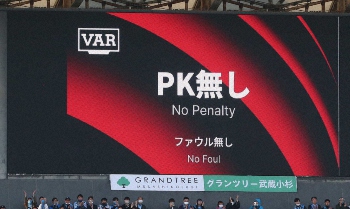 VAR
PK無し
No Penalty
ファウル無し
No Foul
GRANDTREE
MUSASHIKOSUGI
グランツリー武蔵小杉